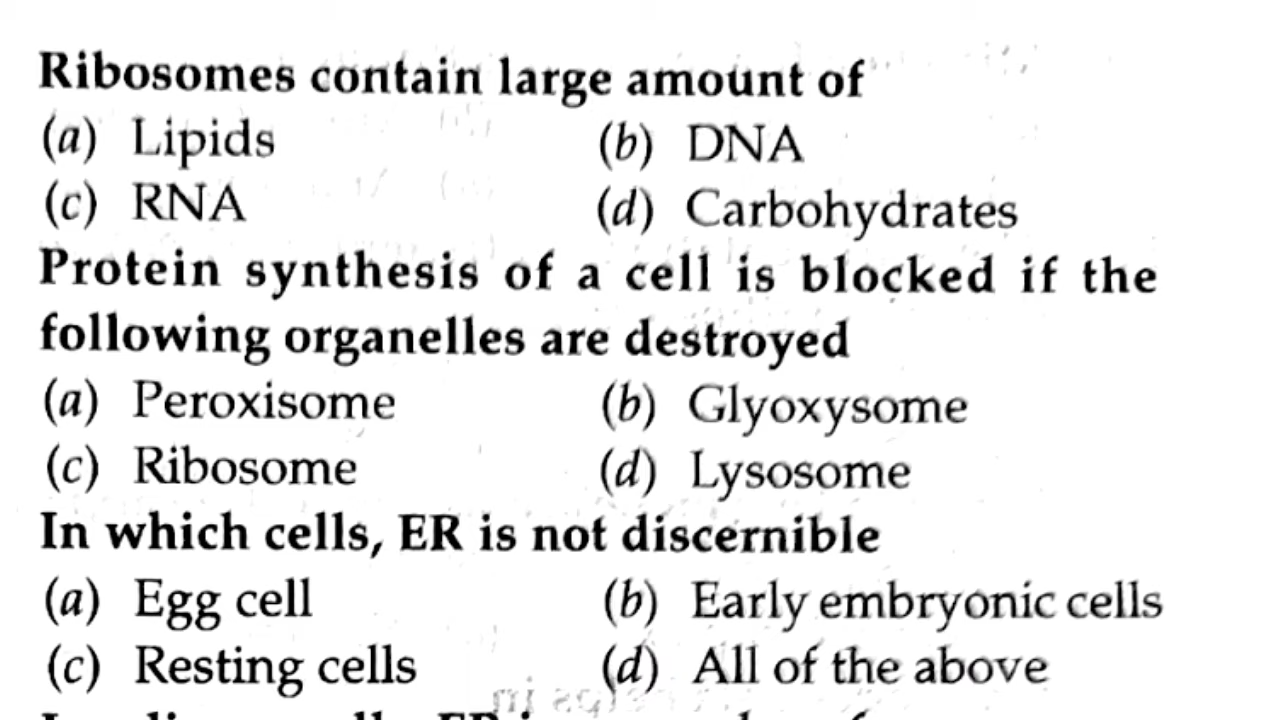 Ribosomes contain large amount of
(a) Lipids (b) DNA
(c) RNA (d) Carbohydrates
Protein synthesis of a cell is blocked if the
following organelles are destroyed
(a) Peroxisome (b) Glyoxysome
(c) Ribosome (d) Lysosome
In which cells, ER is not discernible
(a) Egg cell (b) Early embryonic cells
(c) Resting cells (d) All of the above